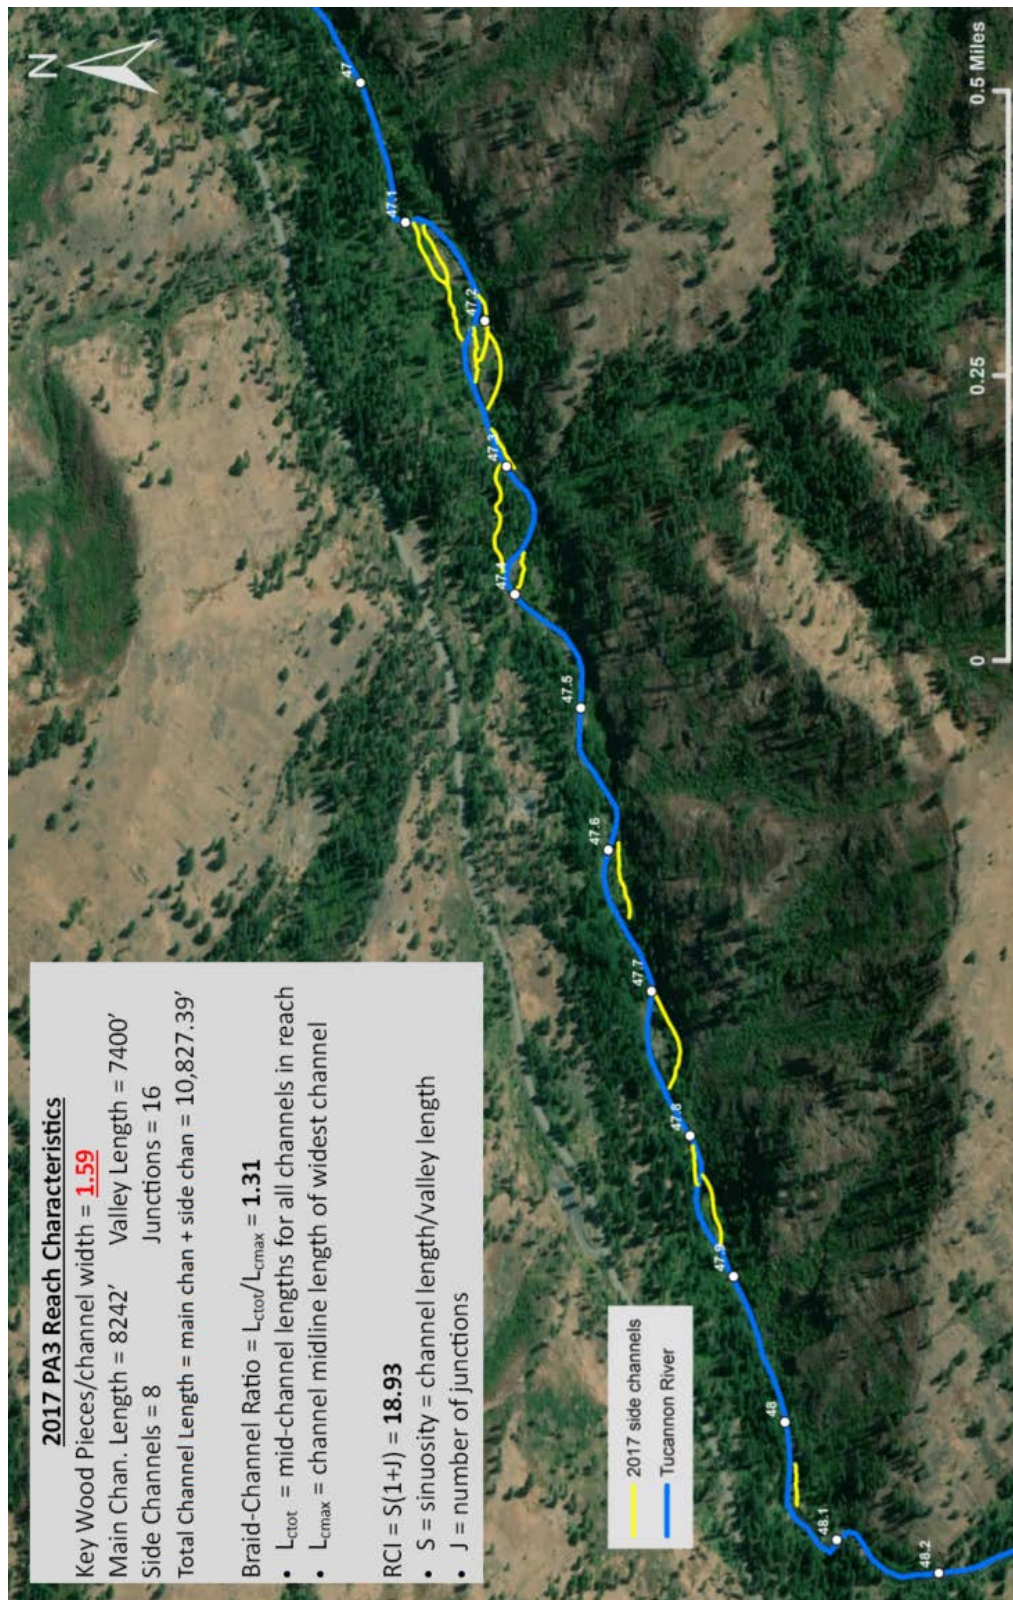 2017 PA3 Reach Characteristics
Key Wood Pieces/channel width = 1.59
Main Chan. Length = 8242’ Valley Length = 7400’
Side Channels = 8 Junctions = 16
Total Channel Length = main chan + side chan = 10,827.39’
Braid-Channel Ratio = Lctot/Lcmax = 1.31
• Lctot = mid-channel lengths for all channels in reach
• Lcmax = channel midline length of widest channel
RCI = S(1+J) = 18.93
• S = sinuosity = channel length/valley length
• J = number of junctions
2017 side channels
Tucannon River
48.2
48.1
48
47.9
47.8
47.7
47.6
47.5
47.4
47.3
47.2
47.1
47
N
0 0.25 0.5 Miles